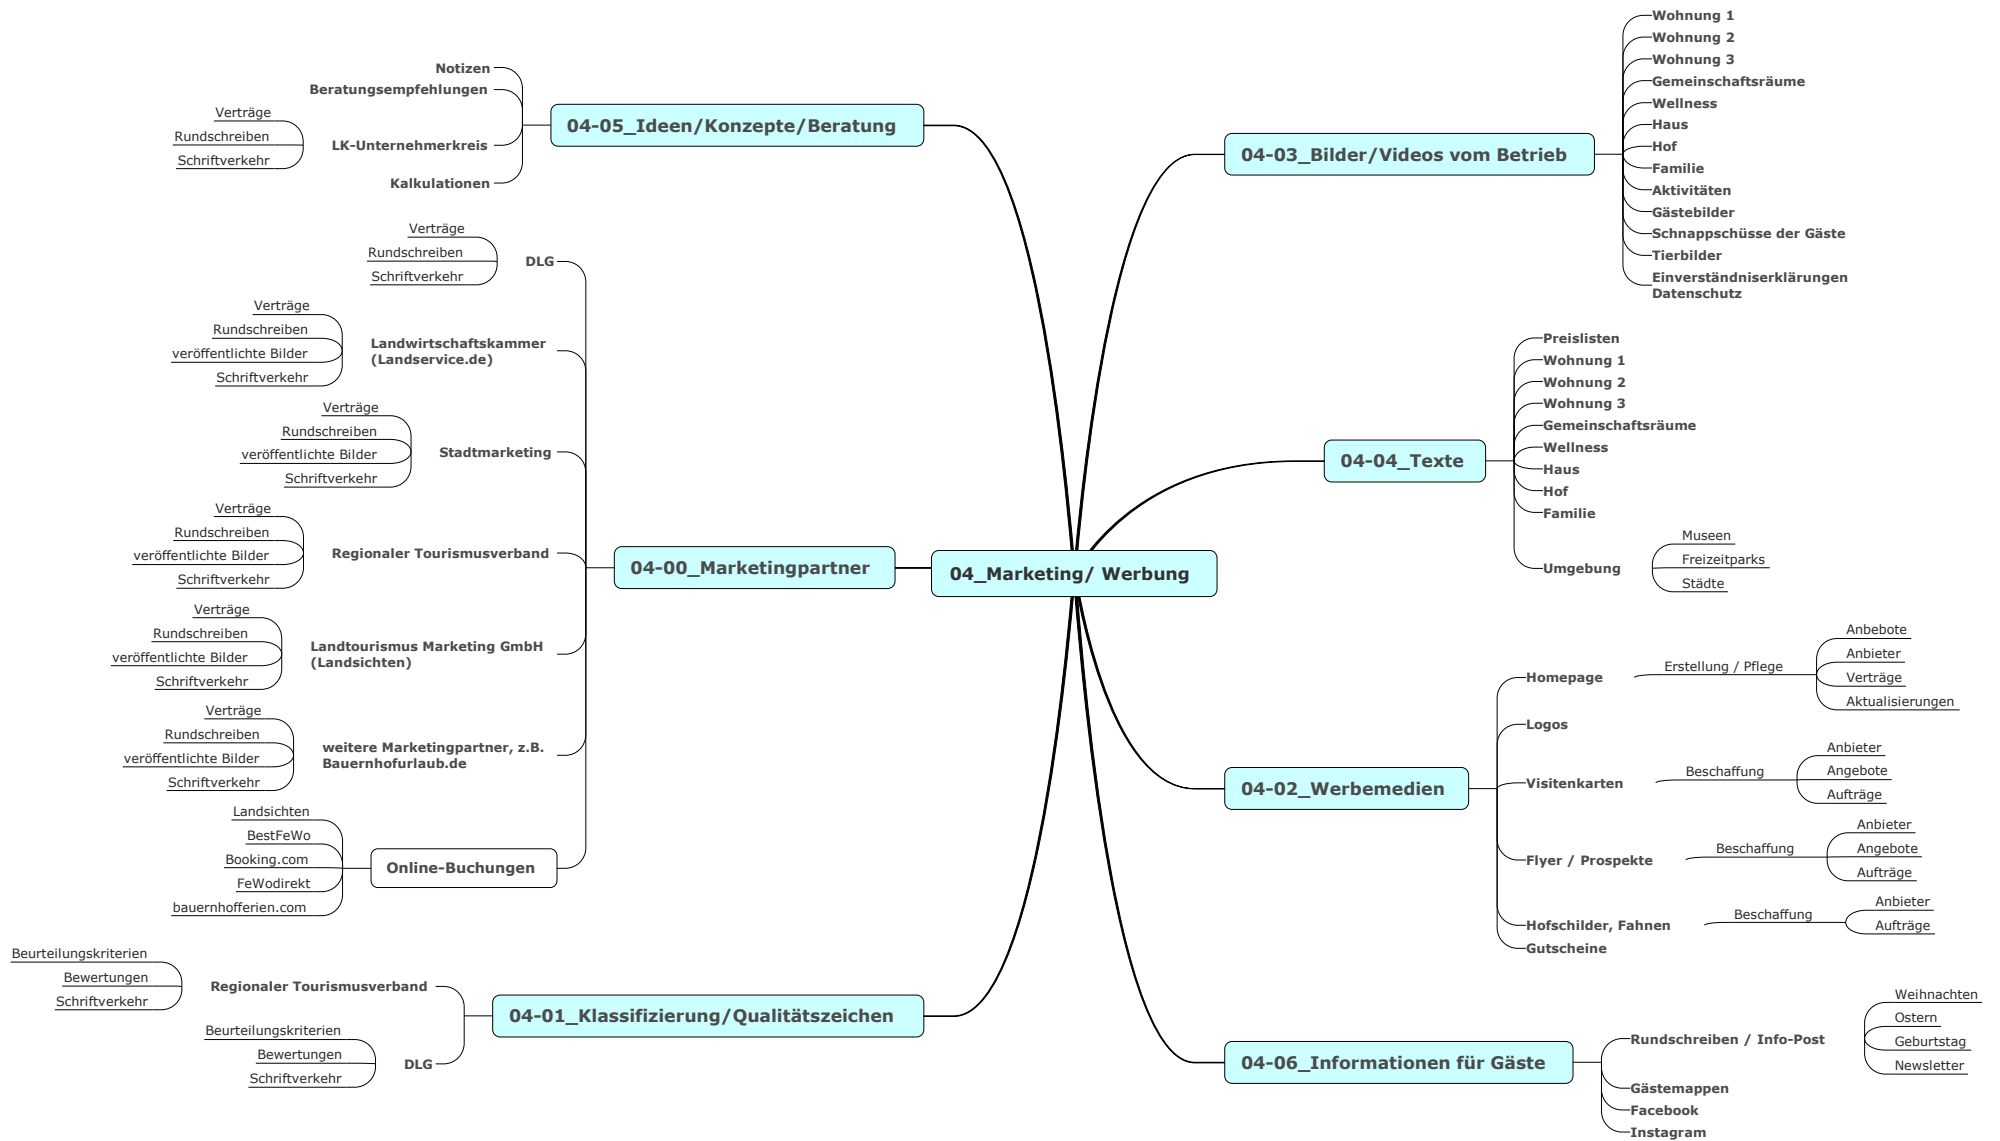 04_Marketing/ Werbung
04-05_Ideen/Konzepte/Beratung
Notizen
Beratungsempfehlungen
LK-Unternehmerkreis
Verträge
Rundschreiben
Schriftverkehr
Kalkulationen
04-00_Marketingpartner
DLG
Verträge
Rundschreiben
Schriftverkehr
Landwirtschaftskammer
(Landservice.de)
Verträge
Rundschreiben
veröffentlichte Bilder
Schriftverkehr
Stadtmarketing
Verträge
Rundschreiben
veröffentlichte Bilder
Schriftverkehr
Regionaler Tourismusverband
Verträge
Rundschreiben
veröffentlichte Bilder
Schriftverkehr
Landtourismus Marketing GmbH
(Landsichten)
Verträge
Rundschreiben
veröffentlichte Bilder
Schriftverkehr
weitere Marketingpartner, z.B.
Bauernhofurlaub.de
Verträge
Rundschreiben
veröffentlichte Bilder
Schriftverkehr
Online-Buchungen
Landsichten
BestFeWo
Booking.com
FeWodirekt
bauernhofferien.com
04-01_Klassifizierung/Qualitätszeichen
Regionaler Tourismusverband
Beurteilungskriterien
Bewertungen
Schriftverkehr
DLG
Beurteilungskriterien
Bewertungen
Schriftverkehr
04-03_Bilder/Videos vom Betrieb
Wohnung 1
Wohnung 2
Wohnung 3
Gemeinschaftsräume
Wellness
Haus
Hof
Familie
Aktivitäten
Gästebilder
Schnappschüsse der Gäste
Tierbilder
Einverständniserklärungen
Datenschutz
04-04_Texte
Preislisten
Wohnung 1
Wohnung 2
Wohnung 3
Gemeinschaftsräume
Wellness
Haus
Hof
Familie
Umgebung
Museen
Freizeitparks
Städte
04-02_Werbemedien
Homepage
Erstellung / Pflege
Anbebote
Anbieter
Verträge
Aktualisierungen
Logos
Visitenkarten
Beschaffung
Anbieter
Angebote
Aufträge
Flyer / Prospekte
Beschaffung
Anbieter
Angebote
Aufträge
Hofschilder, Fahnen
Beschaffung
Anbieter
Aufträge
Gutscheine
04-06_Informationen für Gäste
Rundschreiben / Info-Post
Weihnachten
Ostern
Geburtstag
Newsletter
Gästemappen
Facebook
Instagram